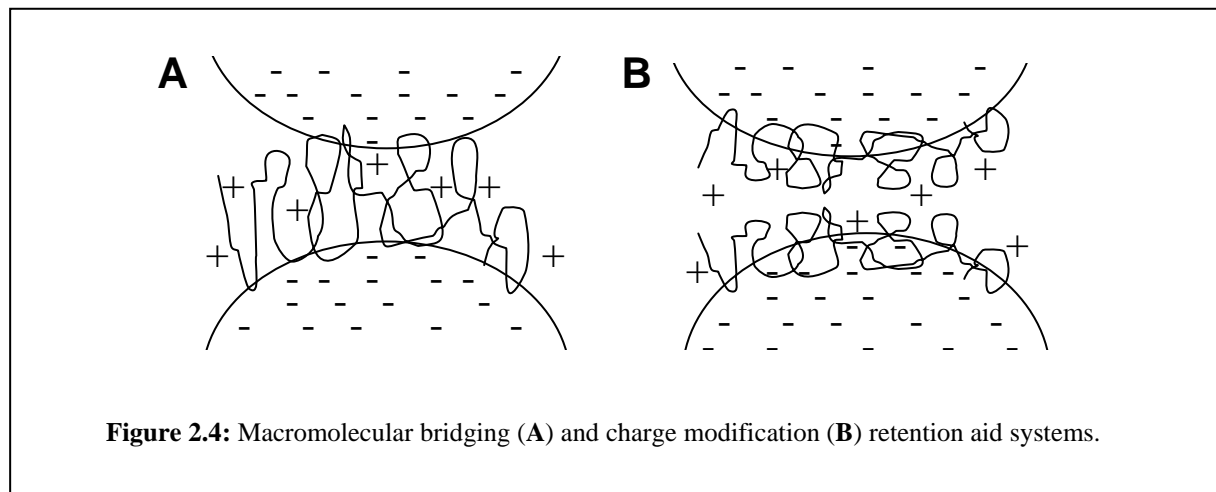 A
B
Figure 2.4: Macromolecular bridging (A) and charge modification (B) retention aid systems.